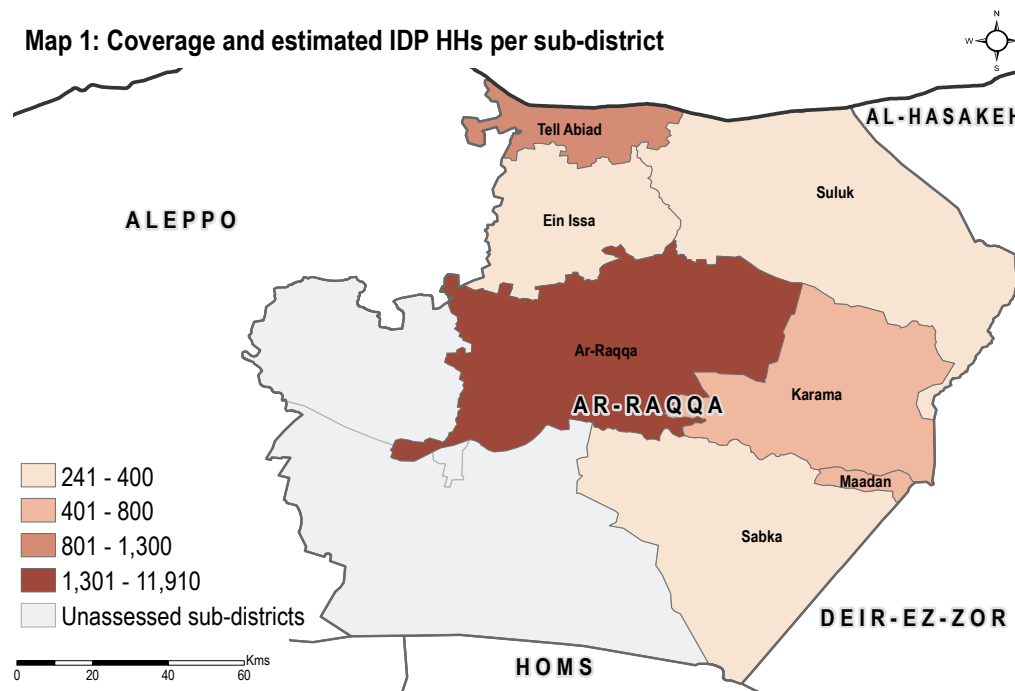 Map 1: Coverage and estimated IDP HHs per sub-district
N
W
S
AL-HASAKEH
Tell Abiad
Suluk
ALEPPO
Ein Issa
Ar-Raqqa
Karama
AR-RAQQA
241 - 400
Maadan
401 - 800
Sabka
801 - 1,300
1,301 - 11,910
Unassessed sub-districts
DEIR-EZ-ZOR
Kms
HOMS
0 20 40 60